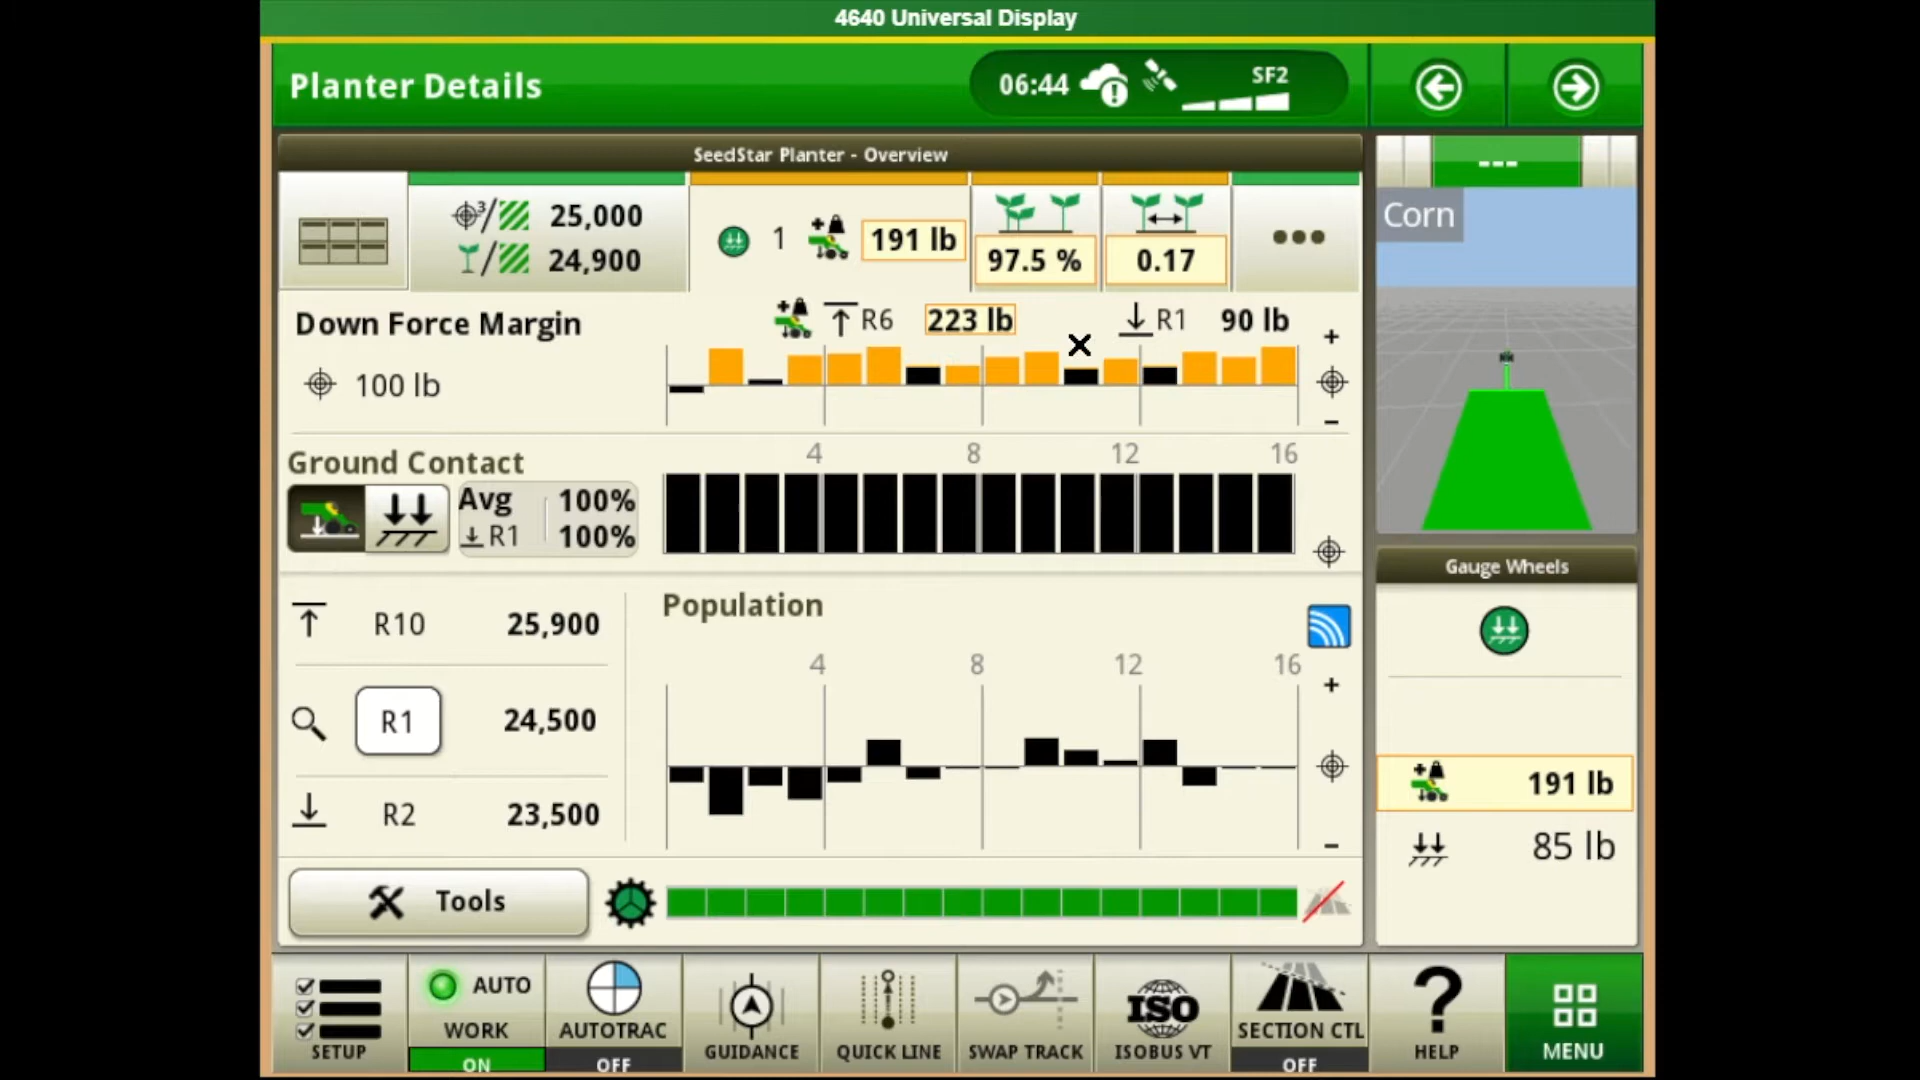 4640 Universal Display
Planter Details
06:44
SF2
SeedStar Planter - Overview
---
Corn
3/ 25,000
/ 24,900
1
191 lb
97.5 %
0.17
Down Force Margin
R6 223 lb
R1 90 lb
100 lb
+
-
4 8 12 16
Ground Contact
Avg 100%
R1 100%
Population
R10 25,900
R1 24,500
R2 23,500
4 8 12 16
+
-
Gauge Wheels
191 lb
85 lb
Tools
SETUP
AUTO
WORK
ON
AUTOTRAC
OFF
GUIDANCE
QUICK LINE
SWAP TRACK
ISO
ISOBUS VT
SECTION CTL
OFF
?
HELP
MENU